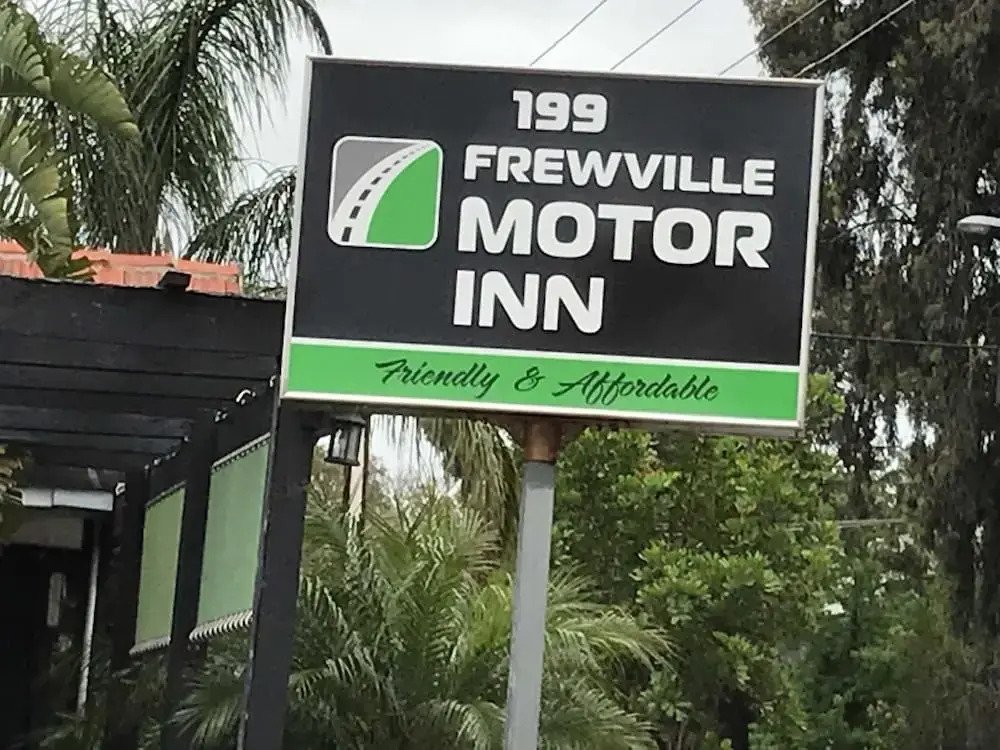 199
FREWVILLE
MOTOR
INN
Friendly & Affordable